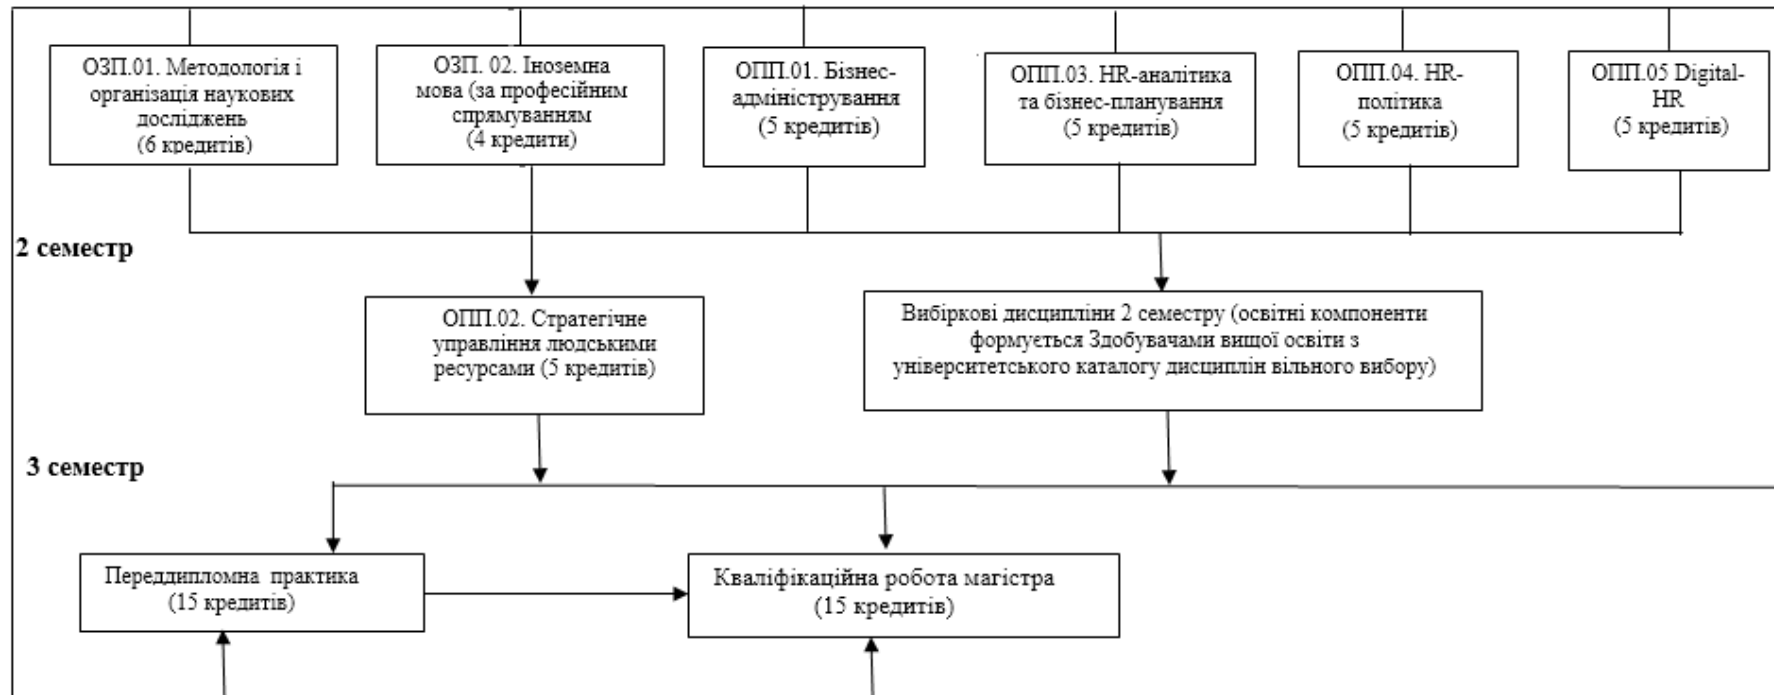 ОЗП.01. Методологія і
організація наукових
досліджень
(6 кредитів)
ОЗП. 02. Іноземна
мова (за професійним
спрямуванням
(4 кредити)
ОПП.01. Бізнес-
адміністрування
(5 кредитів)
ОПП.03. HR-аналітика
та бізнес-планування
(5 кредитів)
ОПП.04. HR-
політика
(5 кредитів)
ОПП.05 Digital-
HR
(5 кредитів)
2 семестр
ОПП.02. Стратегічне
управління людськими
ресурсами (5 кредитів)
Вибіркові дисципліни 2 семестру (освітні компоненти
формується Здобувачами вищої освіти з
університетського каталогу дисциплін вільного вибору)
3 семестр
Переддипломна практика
(15 кредитів)
Кваліфікаційна робота магістра
(15 кредитів)